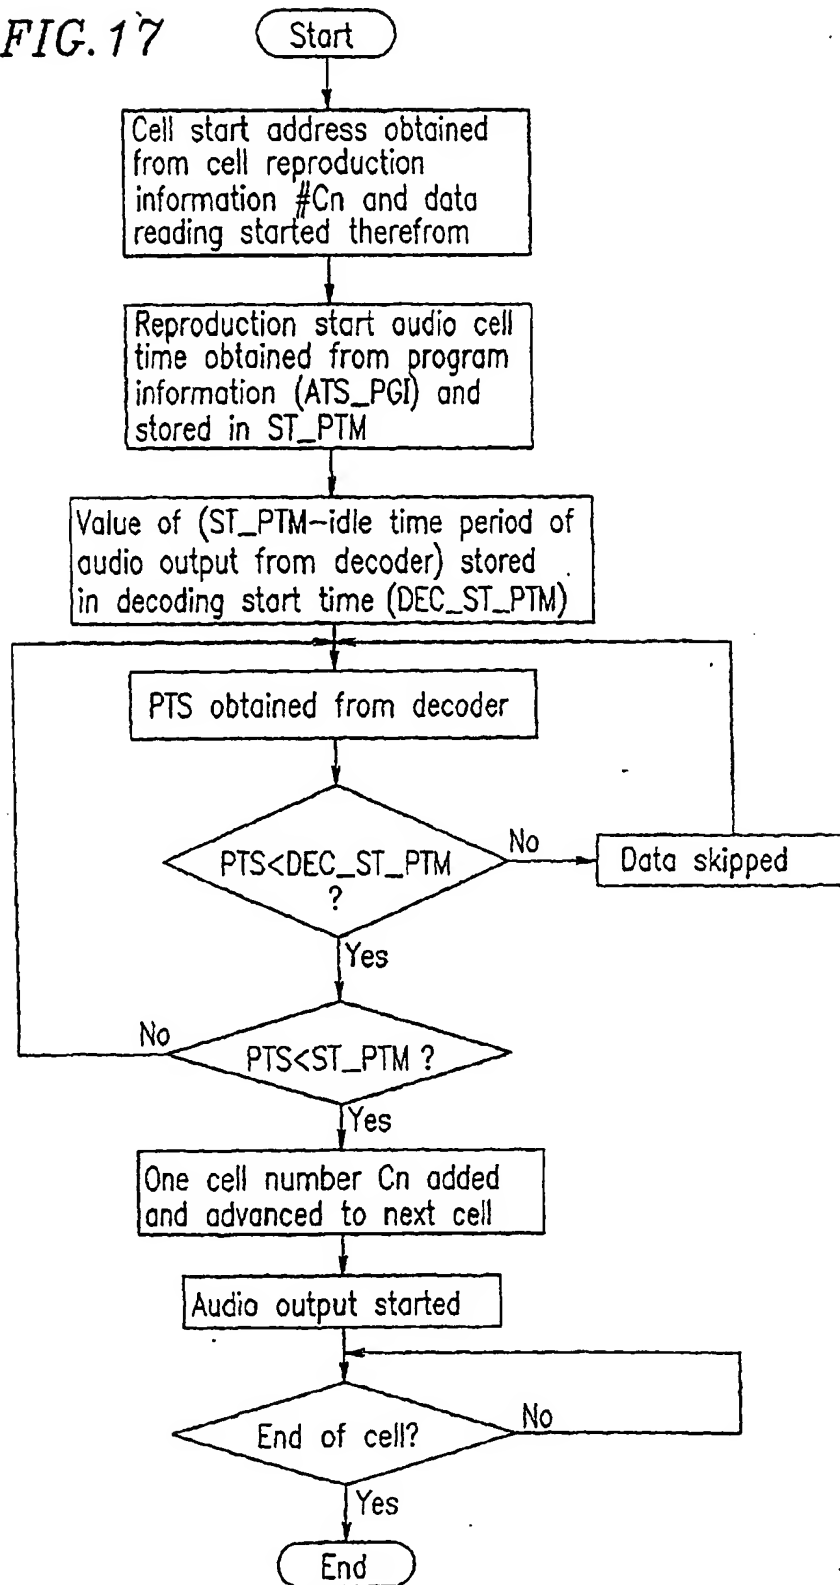 FIG. 17
Start
Cell start address obtained
from cell reproduction
information #Cn and data
reading started therefrom
Reproduction start audio cell
time obtained from program
information (ATS_PGI) and
stored in ST_PTM
Value of (ST_PTM-idle time period of
audio output from decoder) stored
in decoding start time (DEC_ST_PTM)
PTS obtained from decoder
PTS<DEC_ST_PTM
?
No
Data skipped
Yes
No
PTS<ST_PTM ?
Yes
One cell number Cn added
and advanced to next cell
Audio output started
End of cell?
No
Yes
End